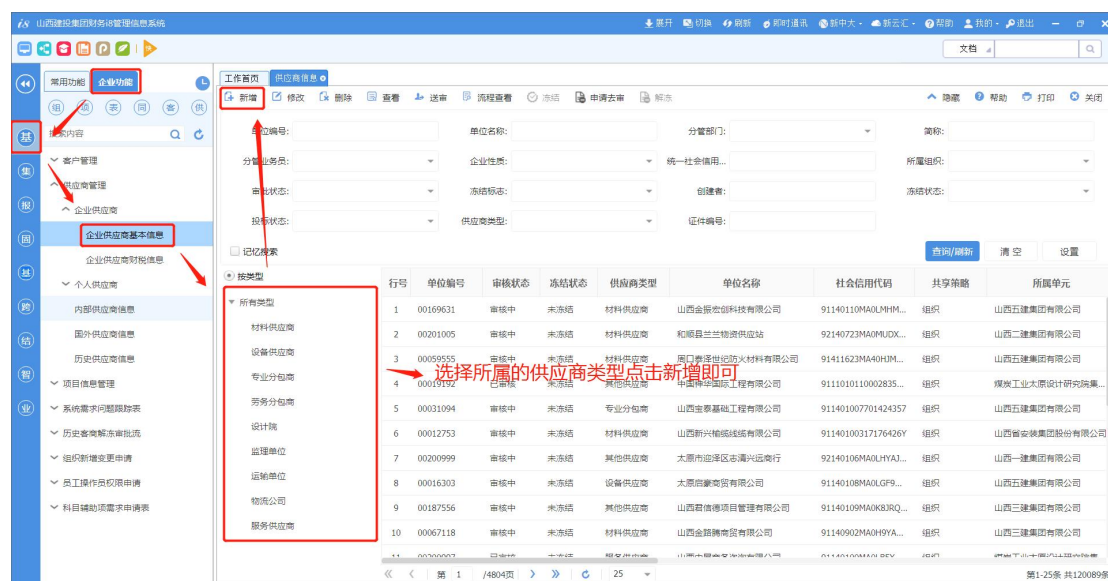 i8 山西建投集团财务i8管理信息系统 展开 切换 刷新 即时通讯 新中大 新云汇 帮助 我的 退出
文档
常用功能 企业功能 工作首页 供应商信息
新增 修改 删除 查看 送审 流程查看 冻结 申请去审 解冻 隐藏 帮助 打印 关闭
组 项 表 同 客 供
搜索内容
基
集
报
固
基
跨
结
智
业
客户管理
供应商管理
企业供应商
企业供应商基本信息
企业供应商财税信息
个人供应商
内部供应商信息
国外供应商信息
历史供应商信息
项目信息管理
系统需求问题跟踪表
历史客商解冻审批流
组织新增变更申请
员工操作员权限申请
科目辅助项需求申请表
单位编号: 单位名称: 分管部门: 简称:
分管业务员: 企业性质: 统一社会信用... 所属组织:
审批状态: 冻结标志: 创建者: 冻结状态:
投标状态: 供应商类型: 证件编号:
记忆搜索 查询/刷新 清空 设置
按类型
所有类型
材料供应商
设备供应商
专业分包商
劳务分包商
设计院
监理单位
运输单位
物流公司
服务供应商
选择所属的供应商类型点击新增即可
行号 单位编号 审核状态 冻结状态 供应商类型 单位名称 社会信用代码 共享策略 所属单元
1 00169631 审核中 未冻结 材料供应商 山西金振宏创科技有限公司 91140110MA0LMHM... 组织 山西五建集团有限公司
2 00201005 审核中 未冻结 材料供应商 和顺县兰兰物资供应站 92140723MA0MUDX... 组织 山西二建集团有限公司
3 00059555 审核中 未冻结 材料供应商 周口泰泽世纪防火材料有限公司 91411623MA40HJM... 组织 山西五建集团有限公司
4 00019192 已审核 未冻结 其他供应商 中国神华国际工程有限公司 9111010110002835... 组织 煤炭工业太原设计研究院集...
5 00031094 审核中 未冻结 专业分包商 山西宝泰基础工程有限公司 911401007701424357 组织 山西五建集团有限公司
6 00012753 审核中 未冻结 材料供应商 山西新兴榆缆线缆有限公司 91140100317176426Y 组织 山西省安装集团股份有限公司
7 00200999 审核中 未冻结 其他供应商 太原市迎泽区志清兴远商行 92140106MA0LHYAJ... 组织 山西一建集团有限公司
8 00016303 审核中 未冻结 设备供应商 太原启豪商贸有限公司 91140108MA0LGF9... 组织 山西三建集团有限公司
9 00187556 审核中 未冻结 其他供应商 山西君信德项目管理有限公司 91140109MA0K8JRQ... 组织 山西三建集团有限公司
10 00067118 审核中 未冻结 材料供应商 山西金路腾商贸有限公司 91140902MA0H9YA... 组织 山西三建集团有限公司
第 1 /4804页 25 第1-25条 共120089条